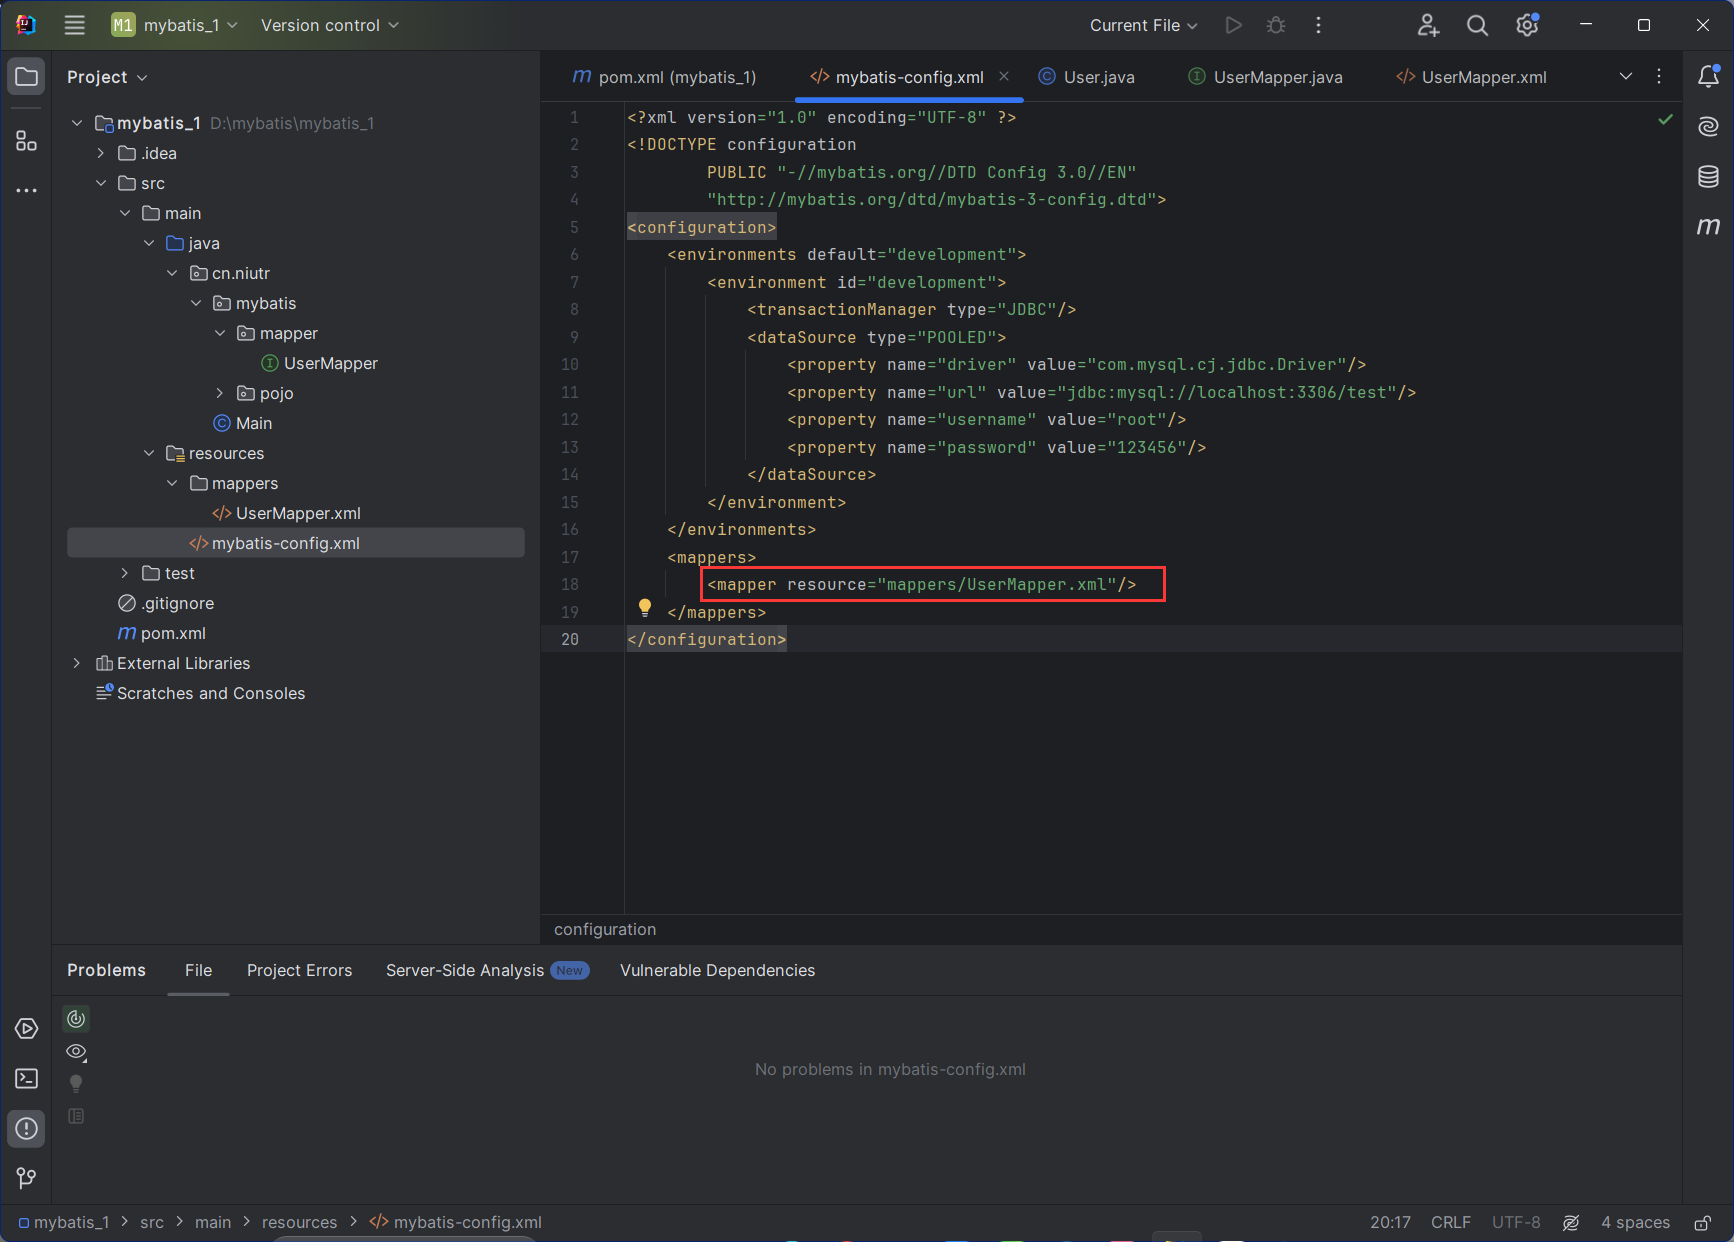 M1 mybatis_1 Version control Current File
Project
mybatis_1 D:\mybatis\mybatis_1
.idea
src
main
java
cn.niutr
mybatis
mapper
UserMapper
pojo
Main
resources
mappers
UserMapper.xml
mybatis-config.xml
test
.gitignore
pom.xml
External Libraries
Scratches and Consoles
pom.xml (mybatis_1) mybatis-config.xml User.java UserMapper.java UserMapper.xml
1 <?xml version="1.0" encoding="UTF-8" ?>
2 <!DOCTYPE configuration
3         PUBLIC "-//mybatis.org//DTD Config 3.0//EN"
4         "http://mybatis.org/dtd/mybatis-3-config.dtd">
5 <configuration>
6     <environments default="development">
7         <environment id="development">
8             <transactionManager type="JDBC"/>
9             <dataSource type="POOLED">
10                 <property name="driver" value="com.mysql.cj.jdbc.Driver"/>
11                 <property name="url" value="jdbc:mysql://localhost:3306/test"/>
12                 <property name="username" value="root"/>
13                 <property name="password" value="123456"/>
14             </dataSource>
15         </environment>
16     </environments>
17     <mappers>
18         <mapper resource="mappers/UserMapper.xml"/>
19     </mappers>
20 </configuration>
configuration
Problems File Project Errors Server-Side Analysis New Vulnerable Dependencies
No problems in mybatis-config.xml
mybatis_1 > src > main > resources > mybatis-config.xml 20:17 CRLF UTF-8 4 spaces